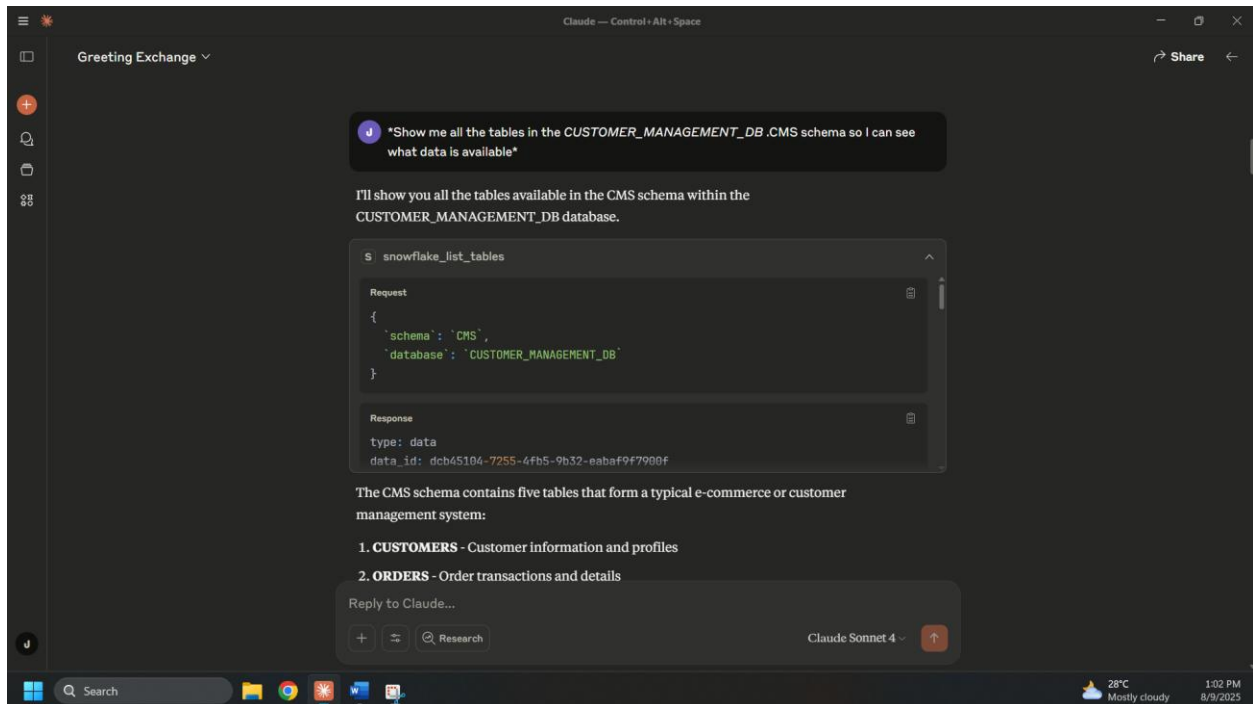 Claude — Control+Alt+Space
Greeting Exchange
Share
J
*Show me all the tables in the CUSTOMER_MANAGEMENT_DB .CMS schema so I can see
what data is available*
I'll show you all the tables available in the CMS schema within the
CUSTOMER_MANAGEMENT_DB database.
S snowflake_list_tables
Request
{
`schema`: `CMS`,
`database`: `CUSTOMER_MANAGEMENT_DB`
}
Response
type: data
data_id: dcb45104-7255-4fb5-9b32-eabaf9f7900f
The CMS schema contains five tables that form a typical e-commerce or customer
management system:
1. CUSTOMERS - Customer information and profiles
2. ORDERS - Order transactions and details
Reply to Claude...
Research
Claude Sonnet 4
J
Search
28°C
Mostly cloudy
1:02 PM
8/9/2025